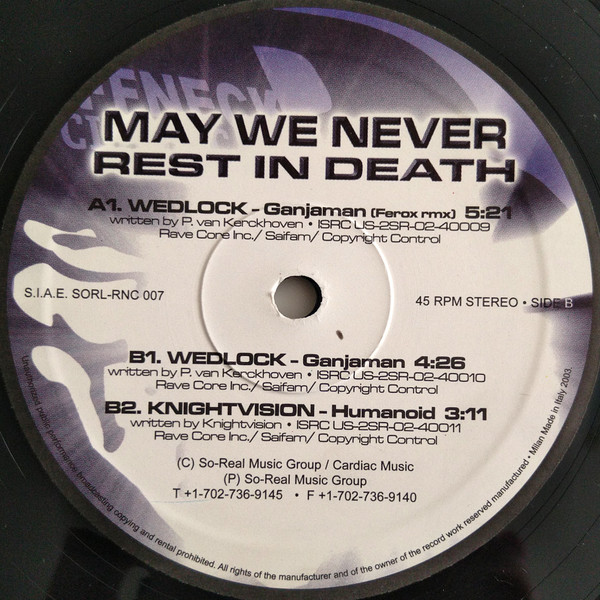 MAY WE NEVER
REST IN DEATH
A1. WEDLOCK - Ganjaman (Ferox rmx) 5:21
written by P. van Kerckhoven • ISRC US-2SR-02-40009
Rave Core Inc./ Saifam/ Copyright Control
S.I.A.E. SORL-RNC 007
45 RPM STEREO • SIDE B
B1. WEDLOCK - Ganjaman 4:26
written by P. van Kerckhoven • ISRC US-2SR-02-40010
Rave Core Inc./ Saifam/ Copyright Control
B2. KNIGHTVISION - Humanoid 3:11
written by Knightvision • ISRC US-2SR-02-40011
Rave Core Inc./ Saifam/ Copyright Control
(C) So-Real Music Group / Cardiac Music
(P) So-Real Music Group
T +1-702-736-9145 • F +1-702-736-9140
Unauthorized public performance broadcasting copying and rental prohibited. All rights of the manufacturer and of the owner of the record work reserved manufactured • Milan Made in Italy 2003.